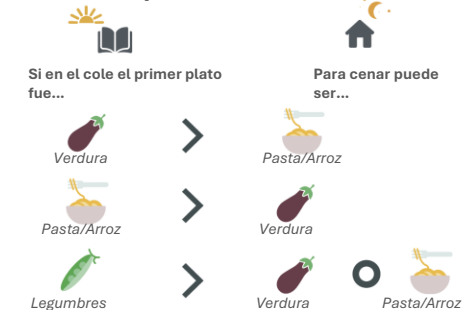 Si en el cole el primer plato
fue...
Para cenar puede
ser...
Verdura
Pasta/Arroz
Pasta/Arroz
Verdura
Legumbres
Verdura
Pasta/Arroz